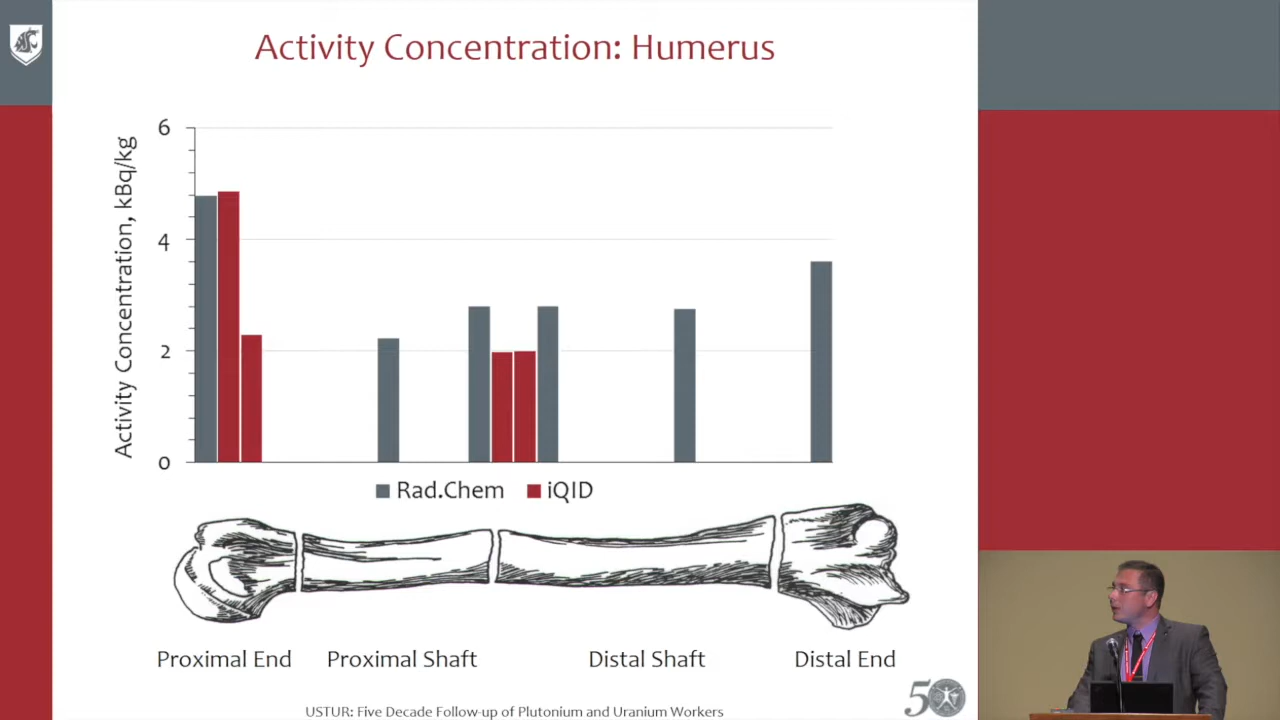 Activity Concentration: Humerus
Activity Concentration, kBq/kg
6
4
2
0
Rad.Chem iQID
Proximal End Proximal Shaft Distal Shaft Distal End
50
USTUR: Five Decade Follow-up of Plutonium and Uranium Workers